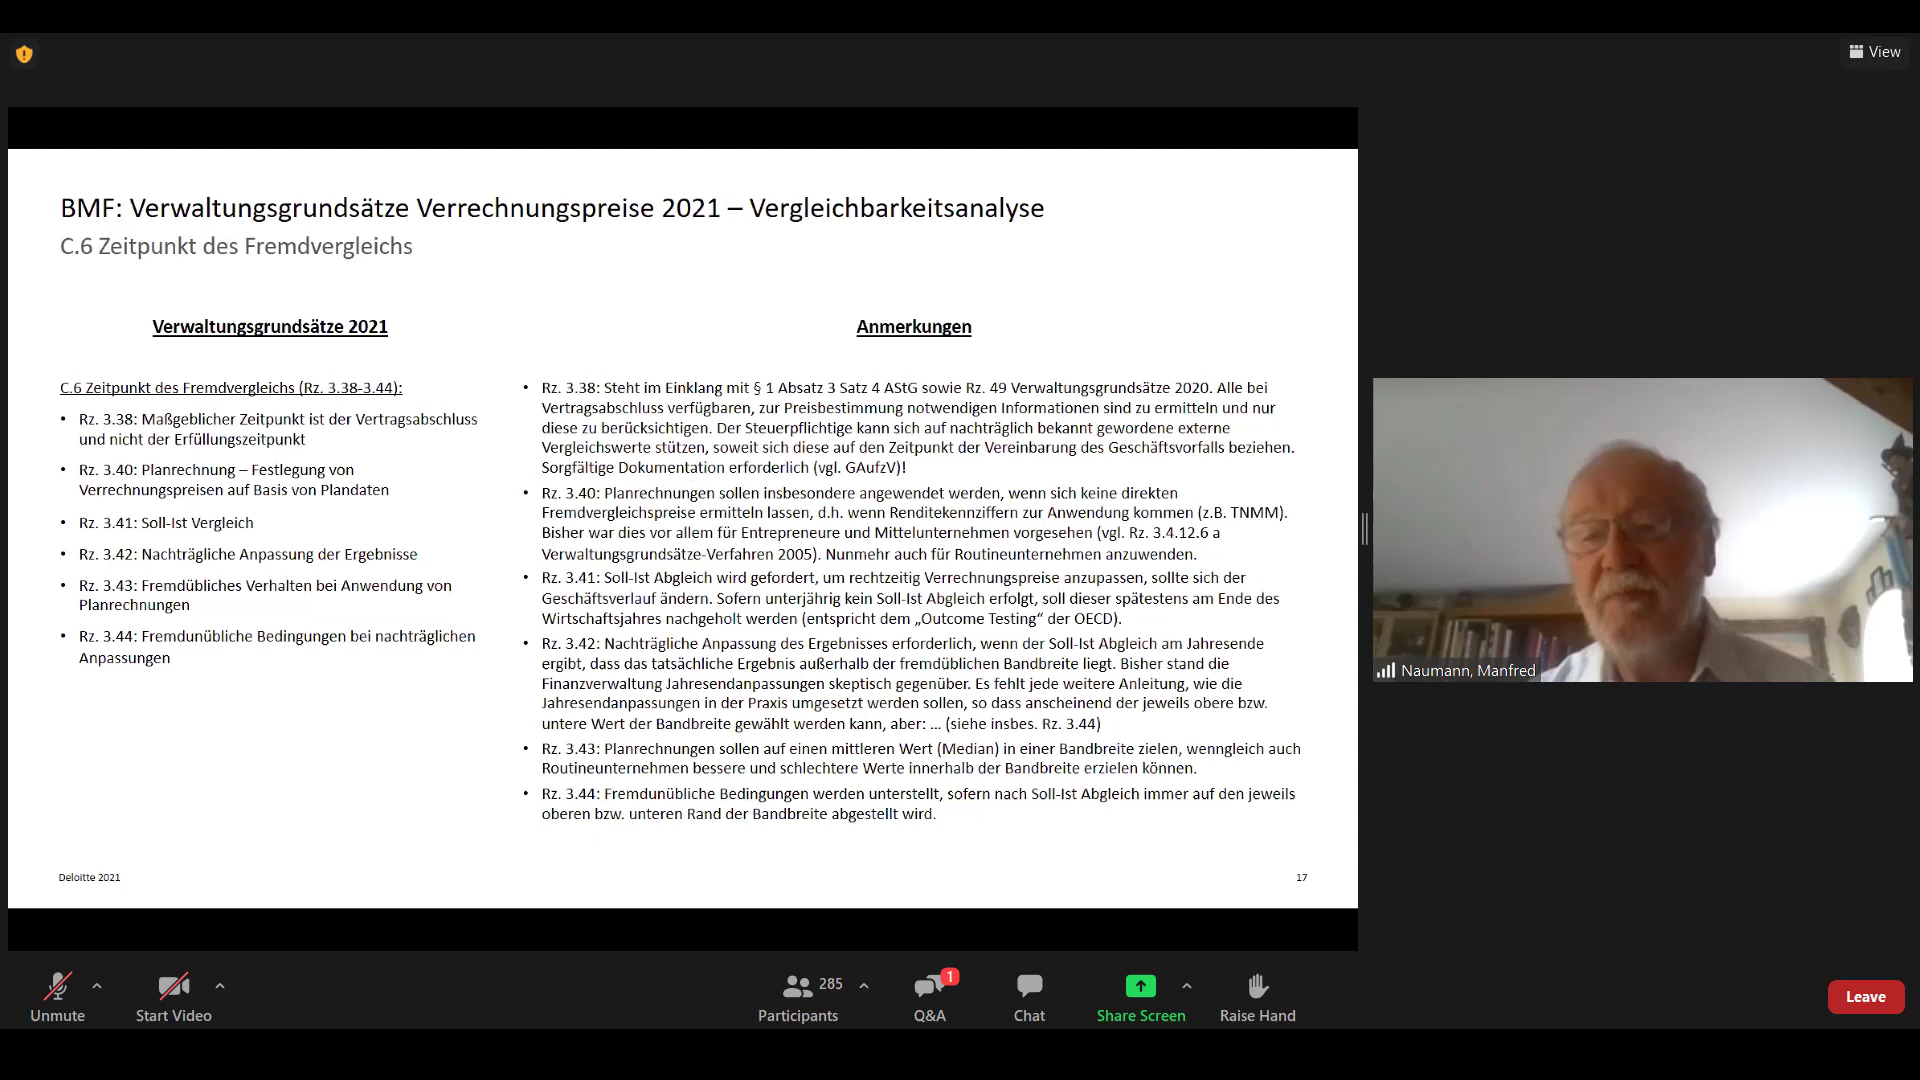 View
BMF: Verwaltungsgrundsätze Verrechnungspreise 2021 – Vergleichbarkeitsanalyse
C.6 Zeitpunkt des Fremdvergleichs
Verwaltungsgrundsätze 2021
C.6 Zeitpunkt des Fremdvergleichs (Rz. 3.38-3.44):
• Rz. 3.38: Maßgeblicher Zeitpunkt ist der Vertragsabschluss
und nicht der Erfüllungszeitpunkt
• Rz. 3.40: Planrechnung – Festlegung von
Verrechnungspreisen auf Basis von Plandaten
• Rz. 3.41: Soll-Ist Vergleich
• Rz. 3.42: Nachträgliche Anpassung der Ergebnisse
• Rz. 3.43: Fremdübliches Verhalten bei Anwendung von
Planrechnungen
• Rz. 3.44: Fremdunübliche Bedingungen bei nachträglichen
Anpassungen
Anmerkungen
• Rz. 3.38: Steht im Einklang mit § 1 Absatz 3 Satz 4 AStG sowie Rz. 49 Verwaltungsgrundsätze 2020. Alle bei
Vertragsabschluss verfügbaren, zur Preisbestimmung notwendigen Informationen sind zu ermitteln und nur
diese zu berücksichtigen. Der Steuerpflichtige kann sich auf nachträglich bekannt gewordene externe
Vergleichswerte stützen, soweit sich diese auf den Zeitpunkt der Vereinbarung des Geschäftsvorfalls beziehen.
Sorgfältige Dokumentation erforderlich (vgl. GAufzV)!
• Rz. 3.40: Planrechnungen sollen insbesondere angewendet werden, wenn sich keine direkten
Fremdvergleichspreise ermitteln lassen, d.h. wenn Renditekennziffern zur Anwendung kommen (z.B. TNMM).
Bisher war dies vor allem für Entrepreneure und Mittelunternehmen vorgesehen (vgl. Rz. 3.4.12.6 a
Verwaltungsgrundsätze-Verfahren 2005). Nunmehr auch für Routineunternehmen anzuwenden.
• Rz. 3.41: Soll-Ist Abgleich wird gefordert, um rechtzeitig Verrechnungspreise anzupassen, sollte sich der
Geschäftsverlauf ändern. Sofern unterjährig kein Soll-Ist Abgleich erfolgt, soll dieser spätestens am Ende des
Wirtschaftsjahres nachgeholt werden (entspricht dem „Outcome Testing“ der OECD).
• Rz. 3.42: Nachträgliche Anpassung des Ergebnisses erforderlich, wenn der Soll-Ist Abgleich am Jahresende
ergibt, dass das tatsächliche Ergebnis außerhalb der fremdüblichen Bandbreite liegt. Bisher stand die
Finanzverwaltung Jahresendanpassungen skeptisch gegenüber. Es fehlt jede weitere Anleitung, wie die
Jahresendanpassungen in der Praxis umgesetzt werden sollen, so dass anscheinend der jeweils obere bzw.
untere Wert der Bandbreite gewählt werden kann, aber: ... (siehe insbes. Rz. 3.44)
• Rz. 3.43: Planrechnungen sollen auf einen mittleren Wert (Median) in einer Bandbreite zielen, wenngleich auch
Routineunternehmen bessere und schlechtere Werte innerhalb der Bandbreite erzielen können.
• Rz. 3.44: Fremdunübliche Bedingungen werden unterstellt, sofern nach Soll-Ist Abgleich immer auf den jeweils
oberen bzw. unteren Rand der Bandbreite abgestellt wird.
Deloitte 2021
17
Naumann, Manfred
Unmute
Start Video
285
Participants
1
Q&A
Chat
Share Screen
Raise Hand
Leave